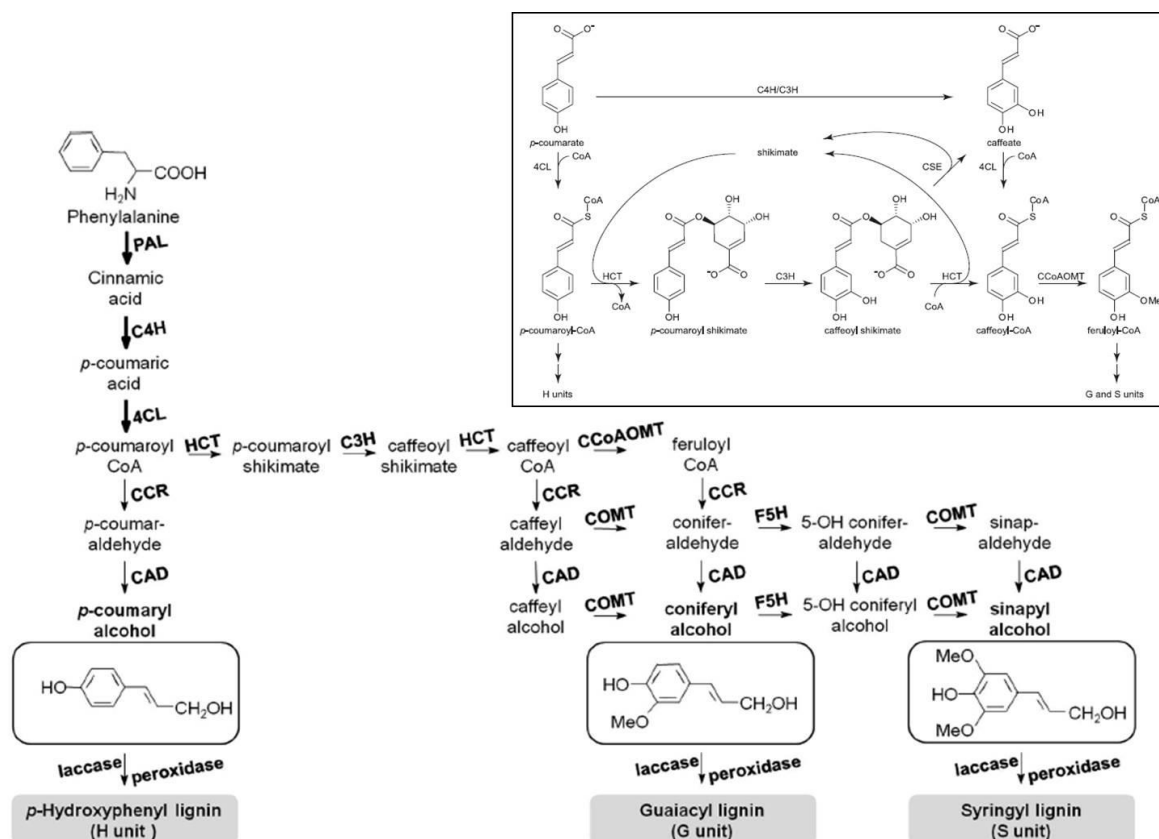 O
O-
O-
O
OH
p-coumarate
C4H/C3H
OH
OH
caffeate
4CL
CoA
shikimate
CSE
4CL
CoA
CoA
S
O
OH
p-coumaroyl-CoA
HCT
CoA
O
O
OH
OH
O-
O
OH
p-coumaroyl shikimate
C3H
O
O
OH
OH
O-
O
OH
OH
caffeoyl shikimate
HCT
CoA
CoA
S
O
OH
OH
caffeoyl-CoA
CCoAOMT
CoA
S
O
OMe
OH
feruloyl-CoA
H units
G and S units
COOH
H2N
Phenylalanine
PAL
Cinnamic
acid
C4H
p-coumaric
acid
4CL
p-coumaroyl
CoA
HCT
p-coumaroyl
shikimate
C3H
caffeoyl
shikimate
HCT
caffeoyl
CoA
CCoAOMT
feruloyl
CoA
CCR
CCR
CCR
p-coumar-
aldehyde
caffeyl
aldehyde
COMT
conifer-
aldehyde
F5H
5-OH conifer-
aldehyde
COMT
sinap-
aldehyde
CAD
CAD
CAD
CAD
CAD
p-coumaryl
alcohol
caffeyl
alcohol
COMT
coniferyl
alcohol
F5H
5-OH coniferyl
alcohol
COMT
sinapyl
alcohol
HO
CH2OH
HO
MeO
CH2OH
MeO
HO
MeO
CH2OH
laccase
peroxidase
laccase
peroxidase
laccase
peroxidase
p-Hydroxyphenyl lignin
(H unit )
Guaiacyl lignin
(G unit)
Syringyl lignin
(S unit)